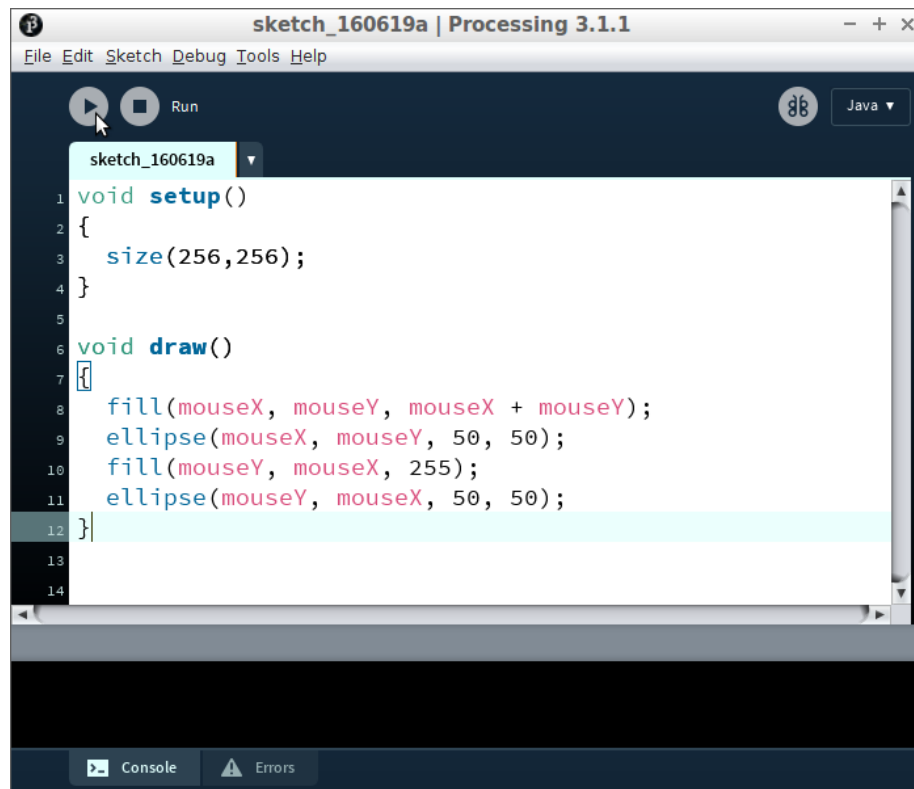 sketch_160619a | Processing 3.1.1
File Edit Sketch Debug Tools Help
Run
Java ▾
sketch_160619a ▾
1 void setup()
2 {
3   size(256,256);
4 }
5
6 void draw()
7 {
8   fill(mouseX, mouseY, mouseX + mouseY);
9   ellipse(mouseX, mouseY, 50, 50);
10   fill(mouseY, mouseX, 255);
11   ellipse(mouseY, mouseX, 50, 50);
12 }
13
14
Console Errors